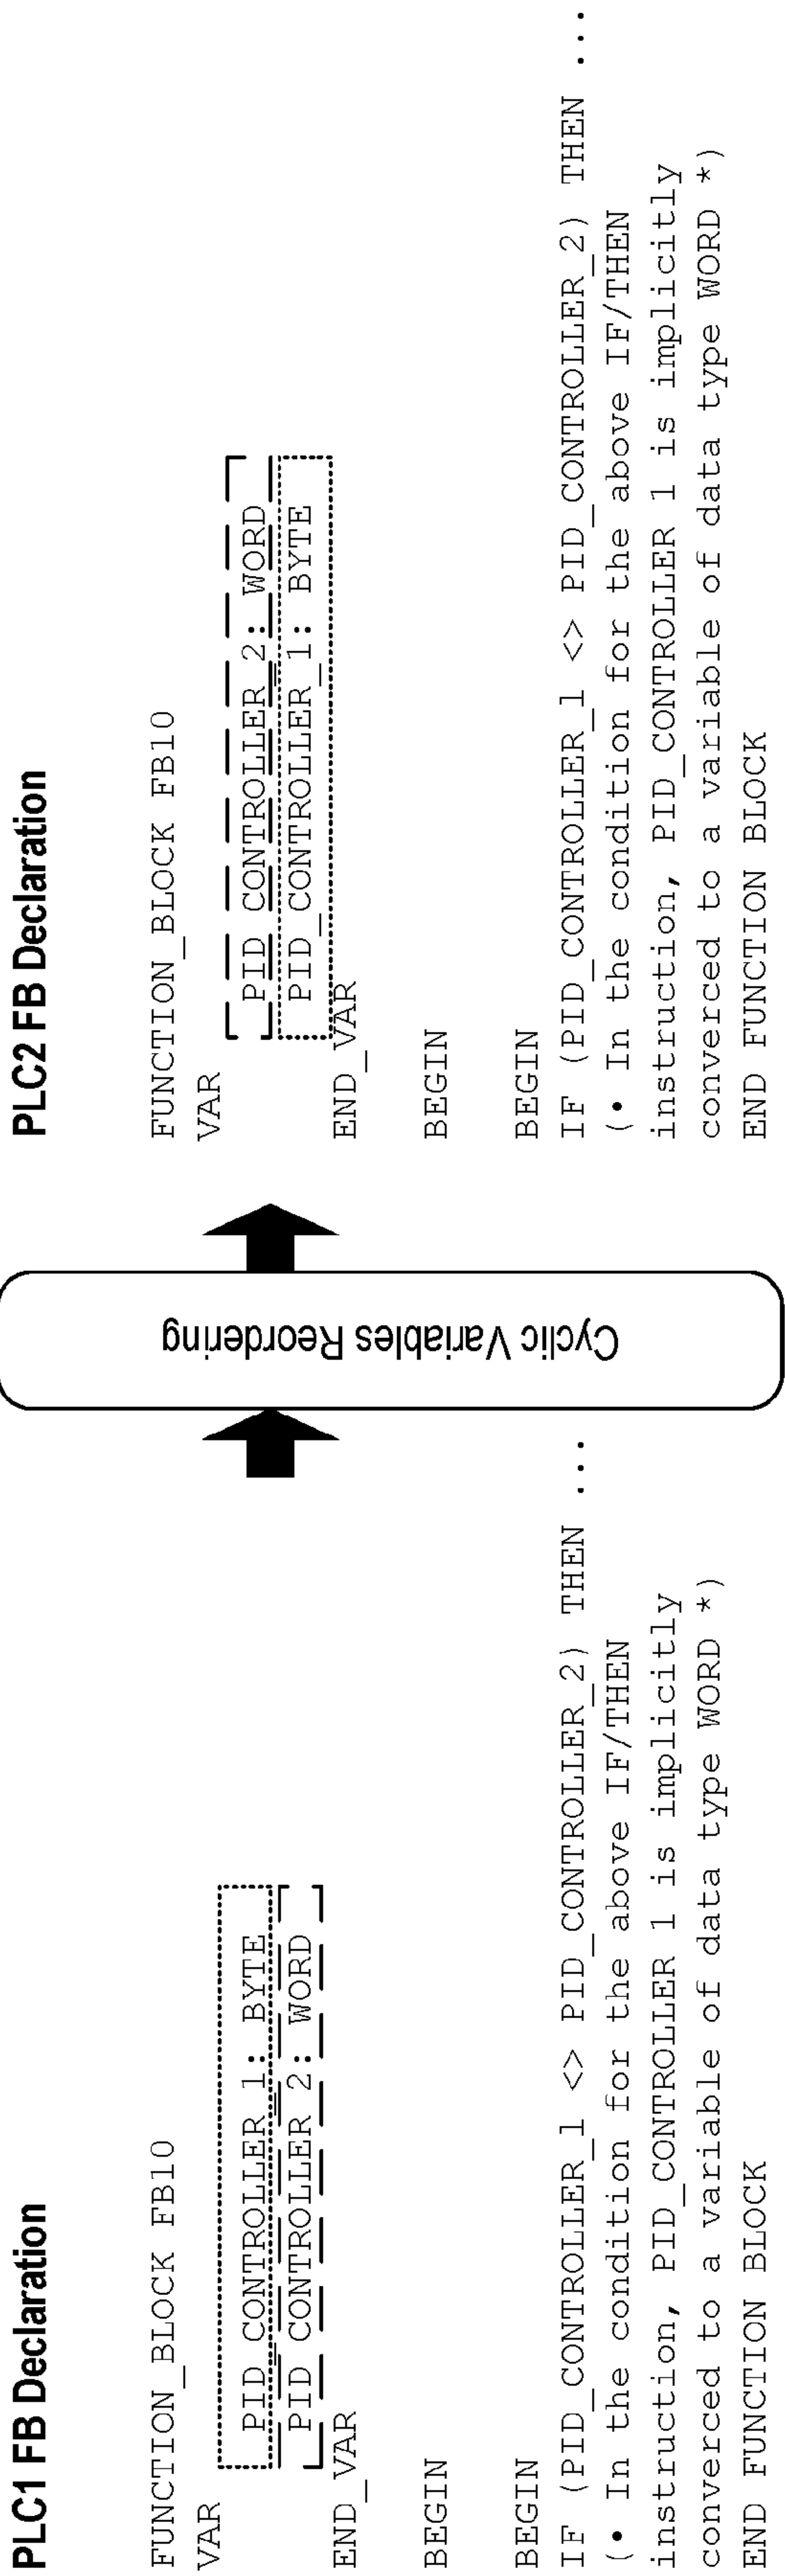 PLC1 FB Declaration
FUNCTION_BLOCK FB10
VAR
PID_CONTROLLER_1: BYTE
PID_CONTROLLER_2: WORD
END_VAR
BEGIN
BEGIN
IF (PID_CONTROLLER_1 <> PID_CONTROLLER_2) THEN ...
(• In the condition for the above IF/THEN
instruction, PID_CONTROLLER 1 is implicitly
converced to a variable of data type WORD *)
END FUNCTION BLOCK
Cyclic Variables Reordering
PLC2 FB Declaration
FUNCTION_BLOCK FB10
VAR
PID_CONTROLLER_2: WORD
PID_CONTROLLER_1: BYTE
END_VAR
BEGIN
BEGIN
IF (PID_CONTROLLER_1 <> PID_CONTROLLER_2) THEN ...
(• In the condition for the above IF/THEN
instruction, PID_CONTROLLER 1 is implicitly
converced to a variable of data type WORD *)
END FUNCTION BLOCK